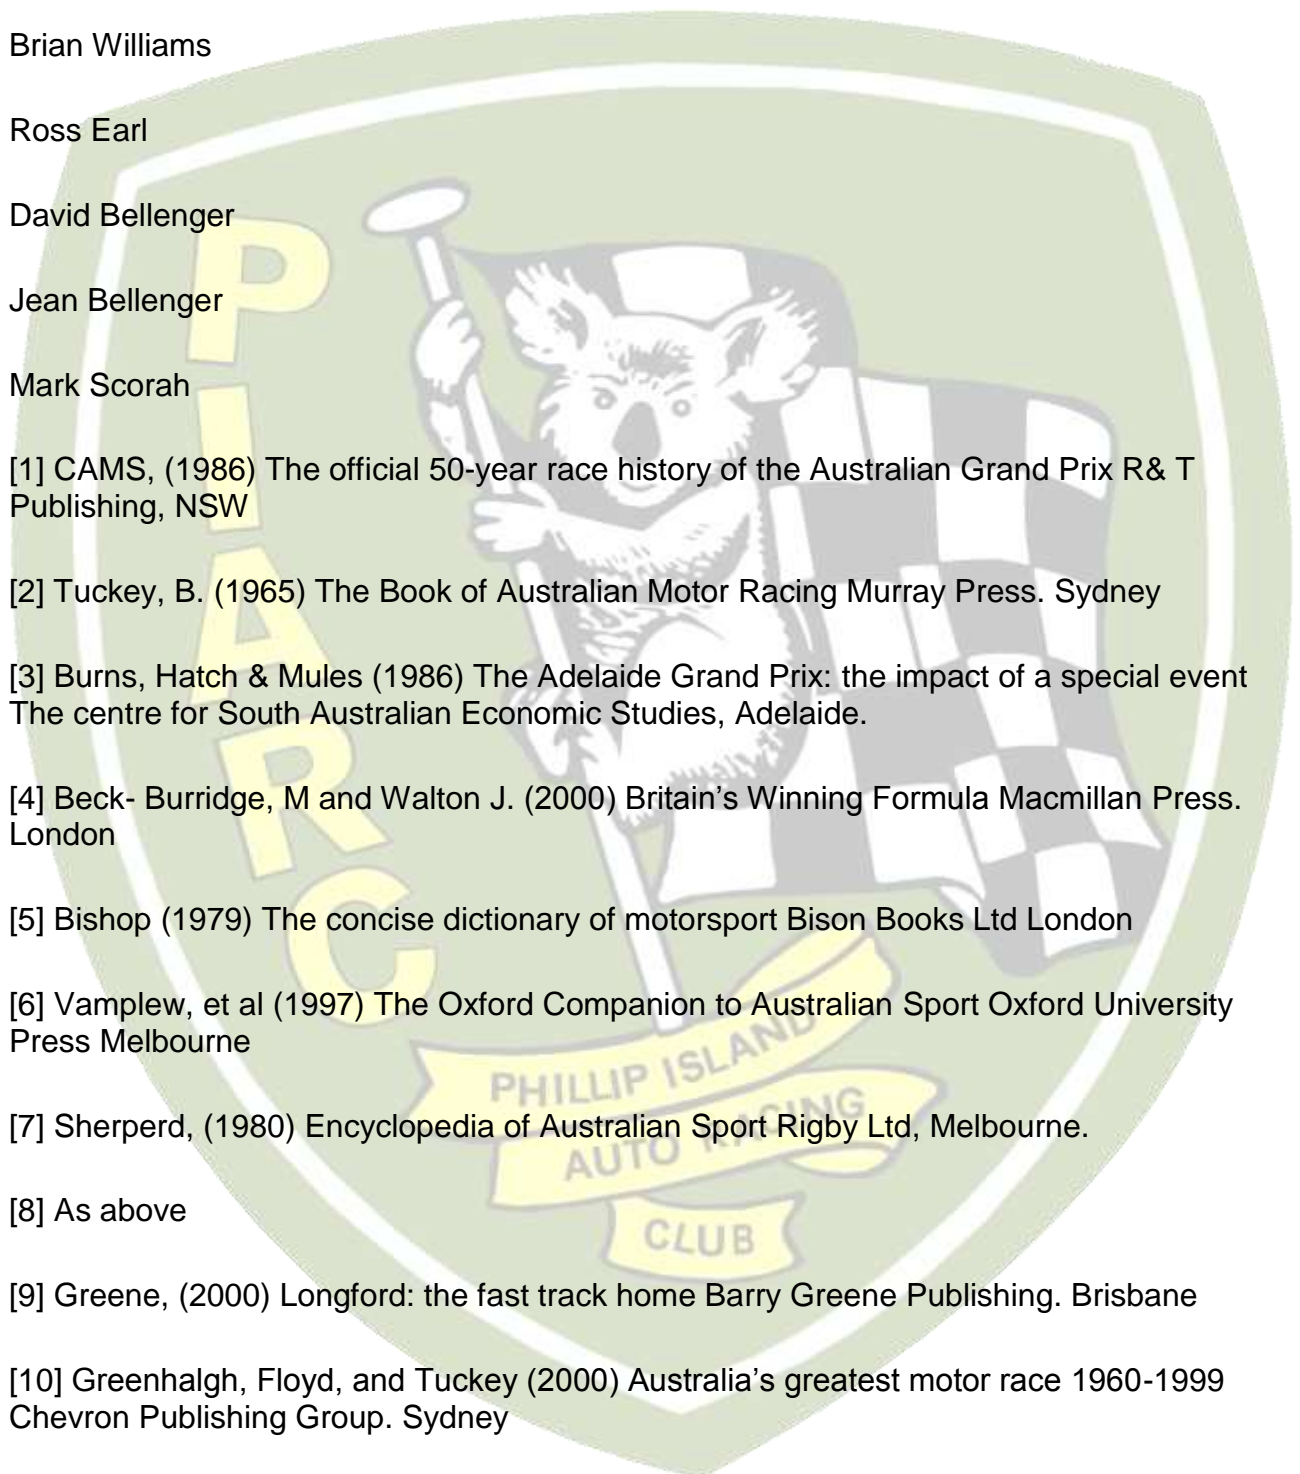 Brian Williams
Ross Earl
David Bellenger
Jean Bellenger
Mark Scorah
[1] CAMS, (1986) The official 50-year race history of the Australian Grand Prix R& T
Publishing, NSW
[2] Tuckey, B. (1965) The Book of Australian Motor Racing Murray Press. Sydney
[3] Burns, Hatch & Mules (1986) The Adelaide Grand Prix: the impact of a special event
The centre for South Australian Economic Studies, Adelaide.
[4] Beck- Burridge, M and Walton J. (2000) Britain’s Winning Formula Macmillan Press.
London
[5] Bishop (1979) The concise dictionary of motorsport Bison Books Ltd London
[6] Vamplew, et al (1997) The Oxford Companion to Australian Sport Oxford University
Press Melbourne
[7] Sherperd, (1980) Encyclopedia of Australian Sport Rigby Ltd, Melbourne.
[8] As above
[9] Greene, (2000) Longford: the fast track home Barry Greene Publishing. Brisbane
[10] Greenhalgh, Floyd, and Tuckey (2000) Australia’s greatest motor race 1960-1999
Chevron Publishing Group. Sydney
PIARC
PHILLIP ISLAND
AUTO RACING
CLUB